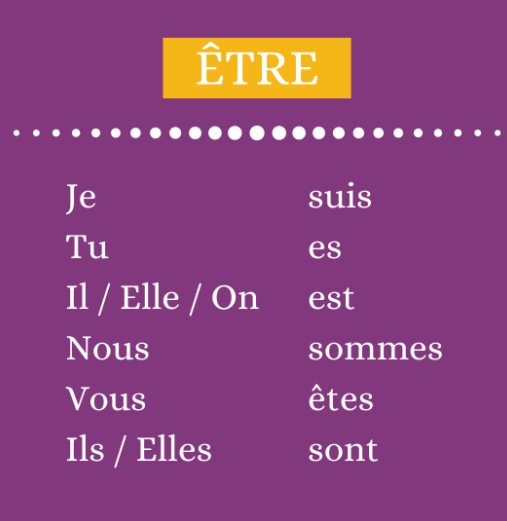 ÊTRE
Je suis
Tu es
Il / Elle / On est
Nous sommes
Vous êtes
Ils / Elles sont